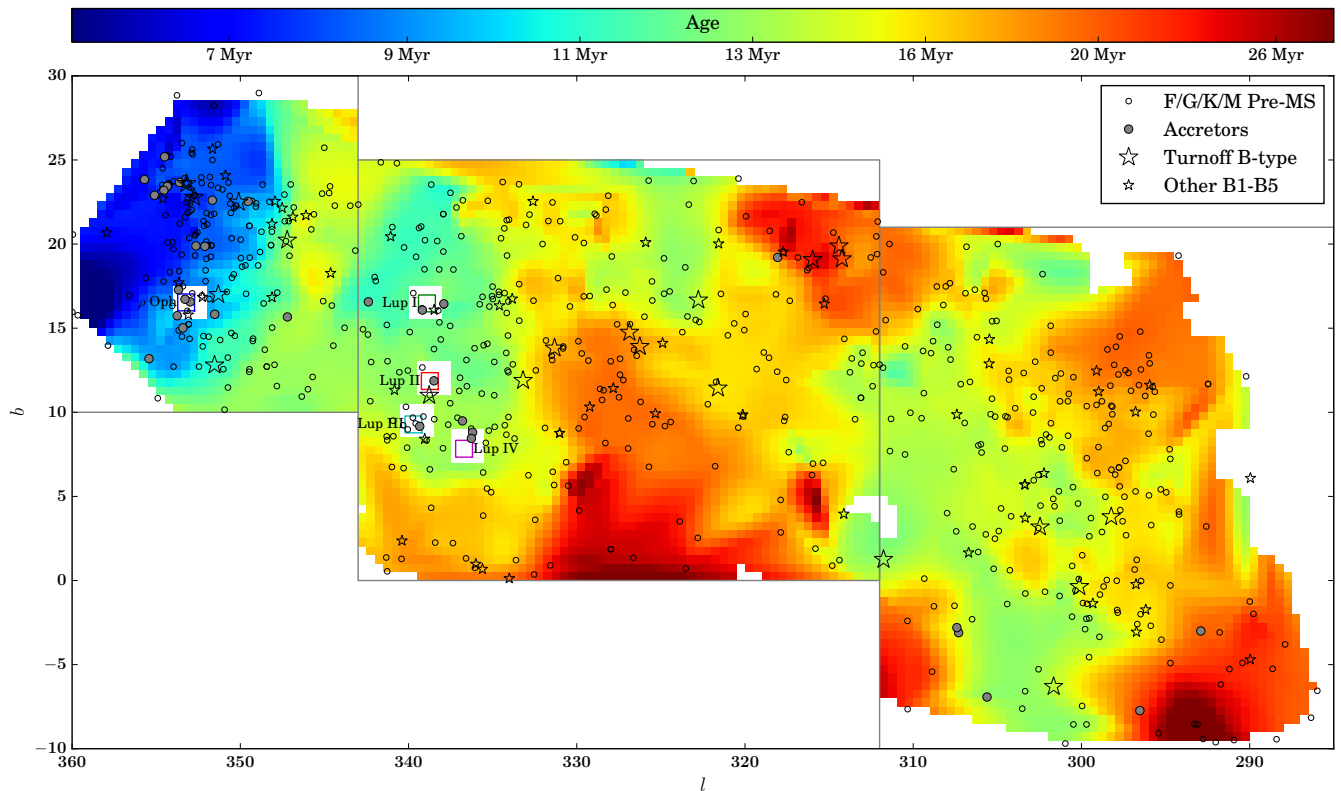 Age
7 Myr 9 Myr 11 Myr 13 Myr 16 Myr 20 Myr 26 Myr
30
25
20
15
10
5
0
−5
−10
b
F/G/K/M Pre-MS
Accretors
Turnoff B-type
Other B1-B5
ρ Oph
Lup I
Lup II
Lup III
Lup IV
360 350 340 330 320 310 300 290
l